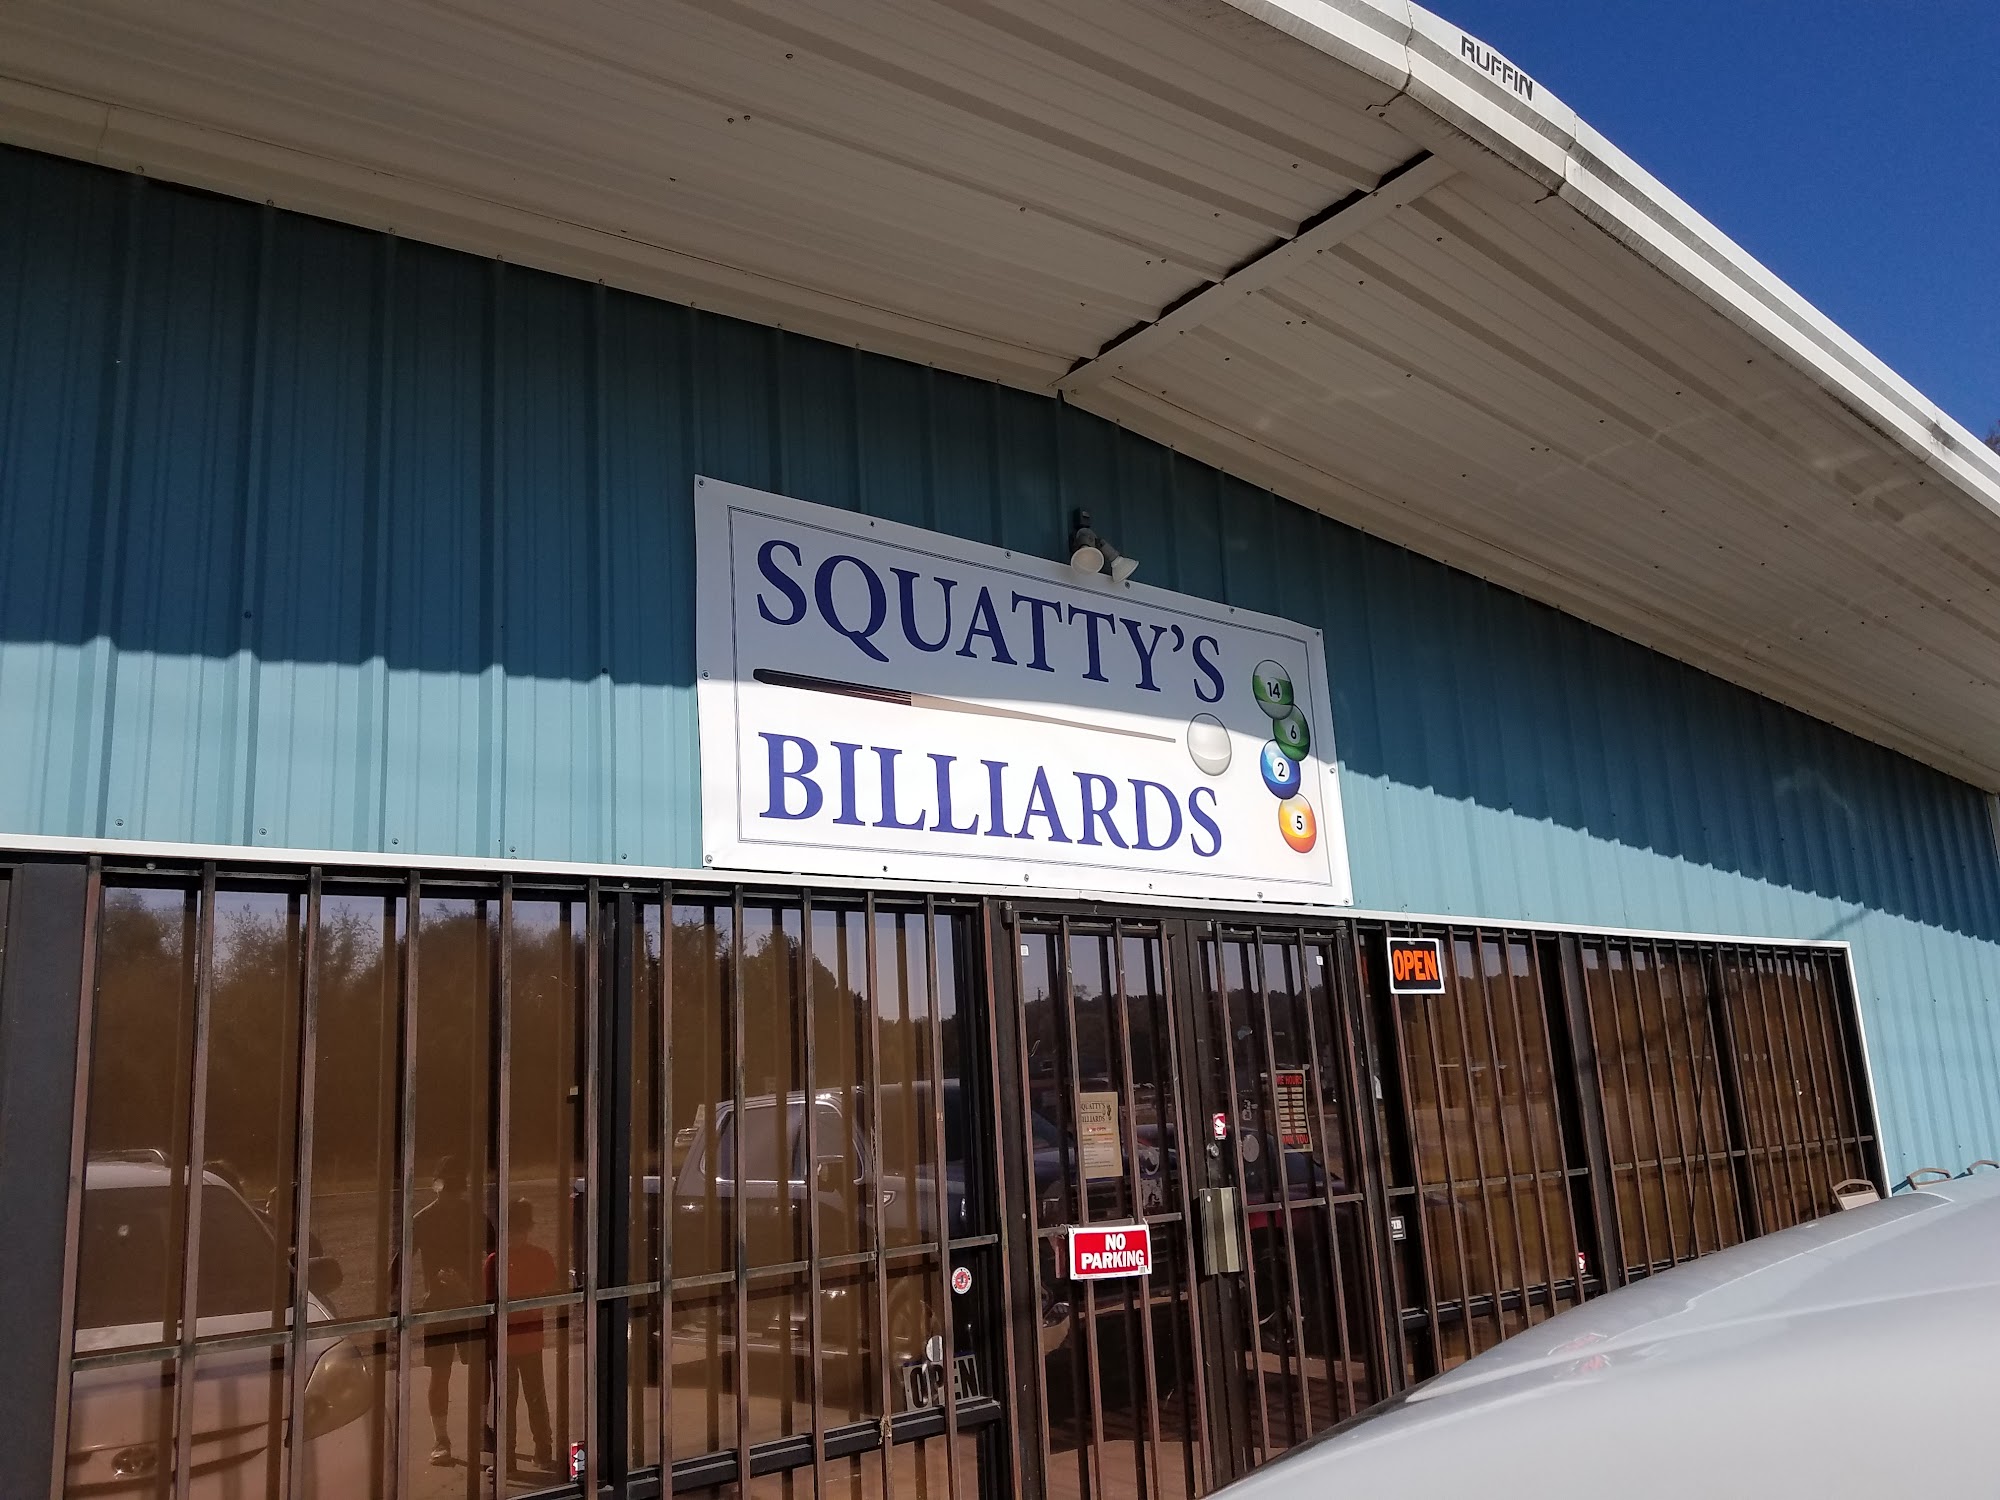 RUFFIN
SQUATTY'S
BILLIARDS
14
6
2
5
OPEN
NO
PARKING
OPEN